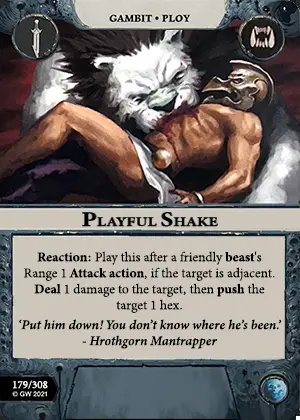 GAMBIT • PLOY
PLAYFUL SHAKE
Reaction: Play this after a friendly beast's
Range 1 Attack action, if the target is adjacent.
Deal 1 damage to the target, then push the
target 1 hex.
'Put him down! You don't know where he's been.'
- Hrothgorn Mantrapper
179/308
© GW 2021